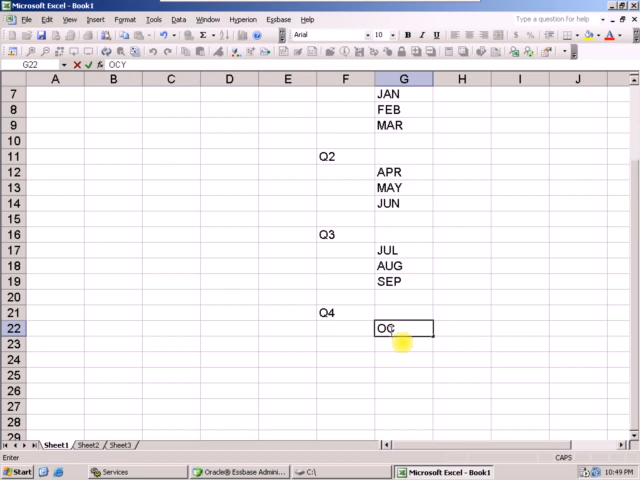 Microsoft Excel - Book1
File Edit View Insert Format Tools Data Window Hyperion Essbase Help Type a question for help
Arial 10 B I U $ %
G22 OCY
A B C D E F G H I J
7 JAN
8 FEB
9 MAR
10
11 Q2
12 APR
13 MAY
14 JUN
15
16 Q3
17 JUL
18 AUG
19 SEP
20
21 Q4
22 OC
23
24
25
26
27
28
29
Sheet1 Sheet2 Sheet3
Enter CAPS
Start Services Oracle® Essbase Admini... C:\ Microsoft Excel - Book1 10:49 PM